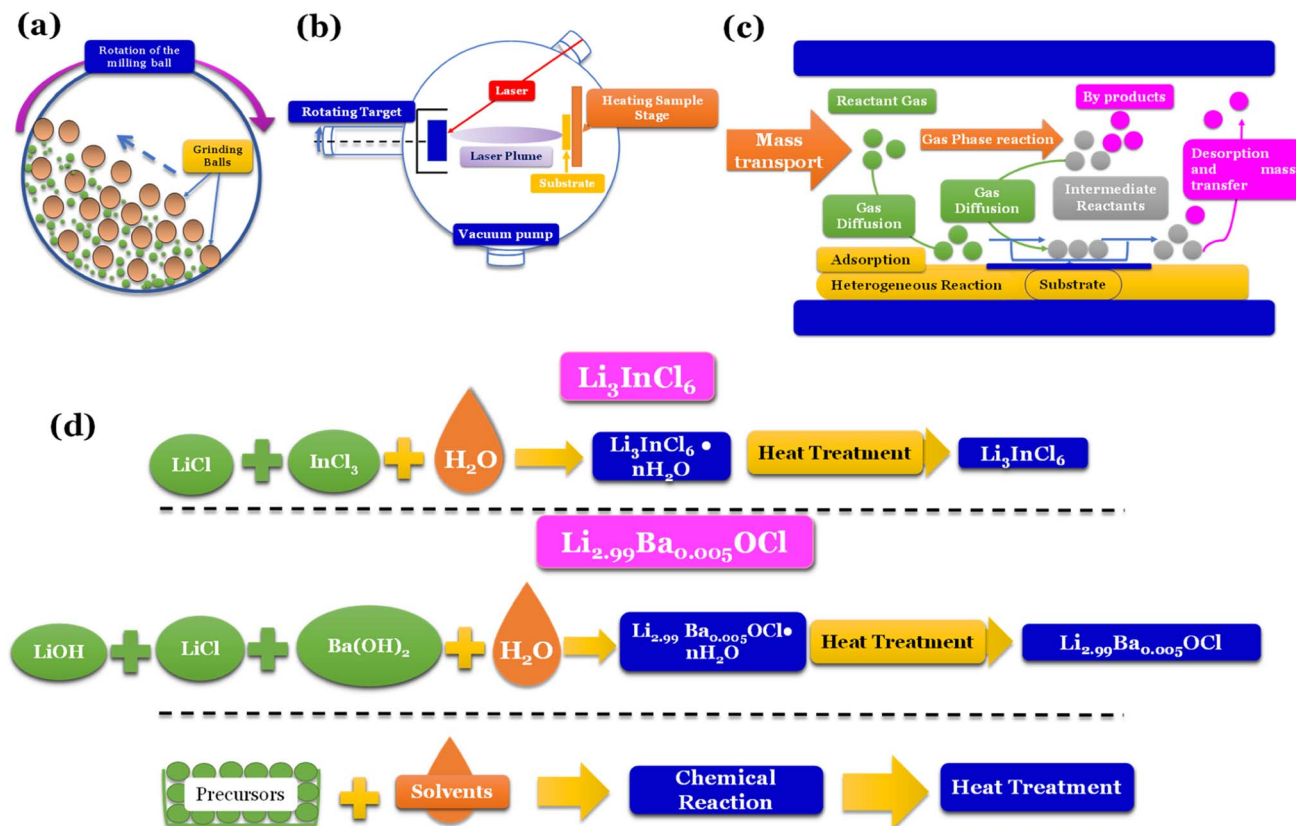 (a)
Rotation of the
milling ball
Grinding
Balls
(b)
Laser
Rotating Target
Heating Sample
Stage
Laser Plume
Substrate
Vacuum pump
(c)
Reactant Gas
By products
Mass
transport
Gas Phase reaction
Desorption
and mass
transfer
Gas
Diffusion
Gas
Diffusion
Intermediate
Reactants
Adsorption
Heterogeneous Reaction
Substrate
(d)
Li₃InCl₆
LiCl
InCl₃
H₂O
Li₃InCl₆ •
nH₂O
Heat Treatment
Li₃InCl₆
Li₂.₉₉Ba₀.₀₀₅OCl
LiOH
LiCl
Ba(OH)₂
H₂O
Li₂.₉₉ Ba₀.₀₀₅OCl•
nH₂O
Heat Treatment
Li₂.₉₉Ba₀.₀₀₅OCl
Precursors
Solvents
Chemical
Reaction
Heat Treatment